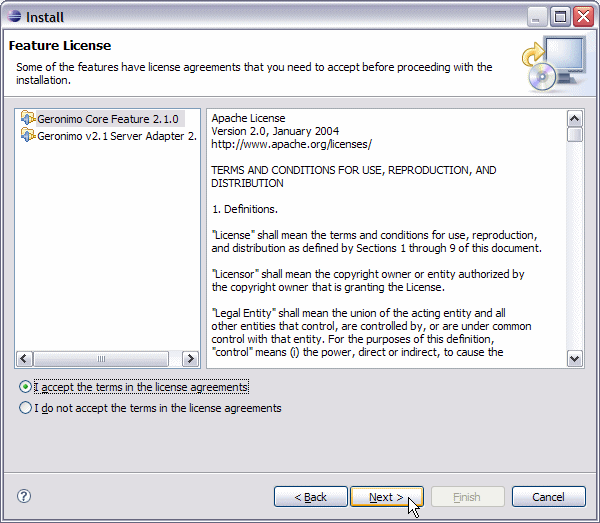 Install
Feature License
Some of the features have license agreements that you need to accept before proceeding with the
installation.
Geronimo Core Feature 2.1.0
Geronimo v2.1 Server Adapter 2.
Apache License
Version 2.0, January 2004
http://www.apache.org/licenses/
TERMS AND CONDITIONS FOR USE, REPRODUCTION, AND
DISTRIBUTION
1. Definitions.
"License" shall mean the terms and conditions for use, reproduction,
and distribution as defined by Sections 1 through 9 of this document.
"Licensor" shall mean the copyright owner or entity authorized by
the copyright owner that is granting the License.
"Legal Entity" shall mean the union of the acting entity and all
other entities that control, are controlled by, or are under common
control with that entity. For the purposes of this definition,
"control" means (i) the power, direct or indirect, to cause the
I accept the terms in the license agreements
I do not accept the terms in the license agreements
? < Back Next > Finish Cancel